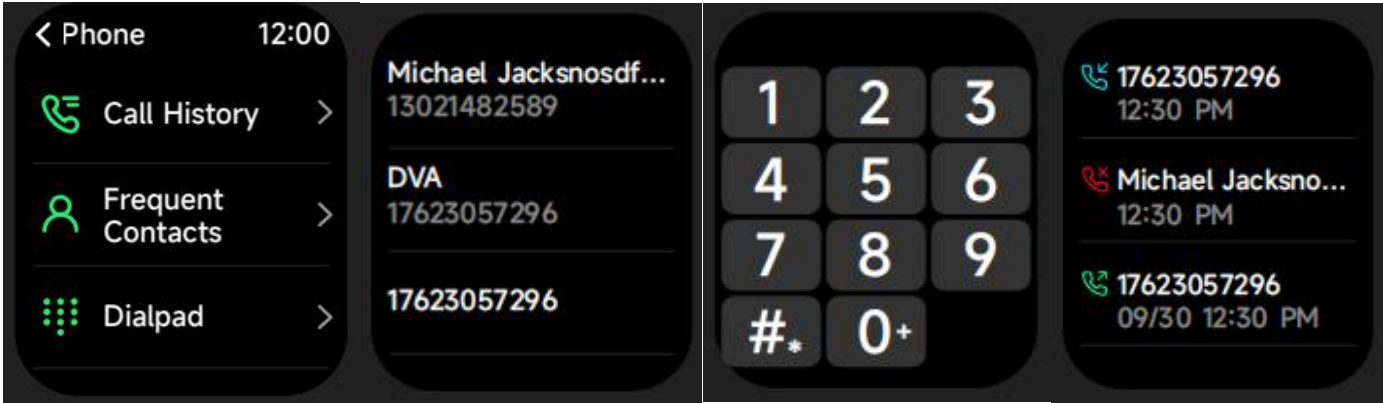 Phone 12:00
Call History
Frequent
Contacts
Dialpad
Michael Jacksnosdf...
13021482589
DVA
17623057296
17623057296
1 2 3
4 5 6
7 8 9
#* 0+
17623057296
12:30 PM
Michael Jacksno...
12:30 PM
17623057296
09/30 12:30 PM